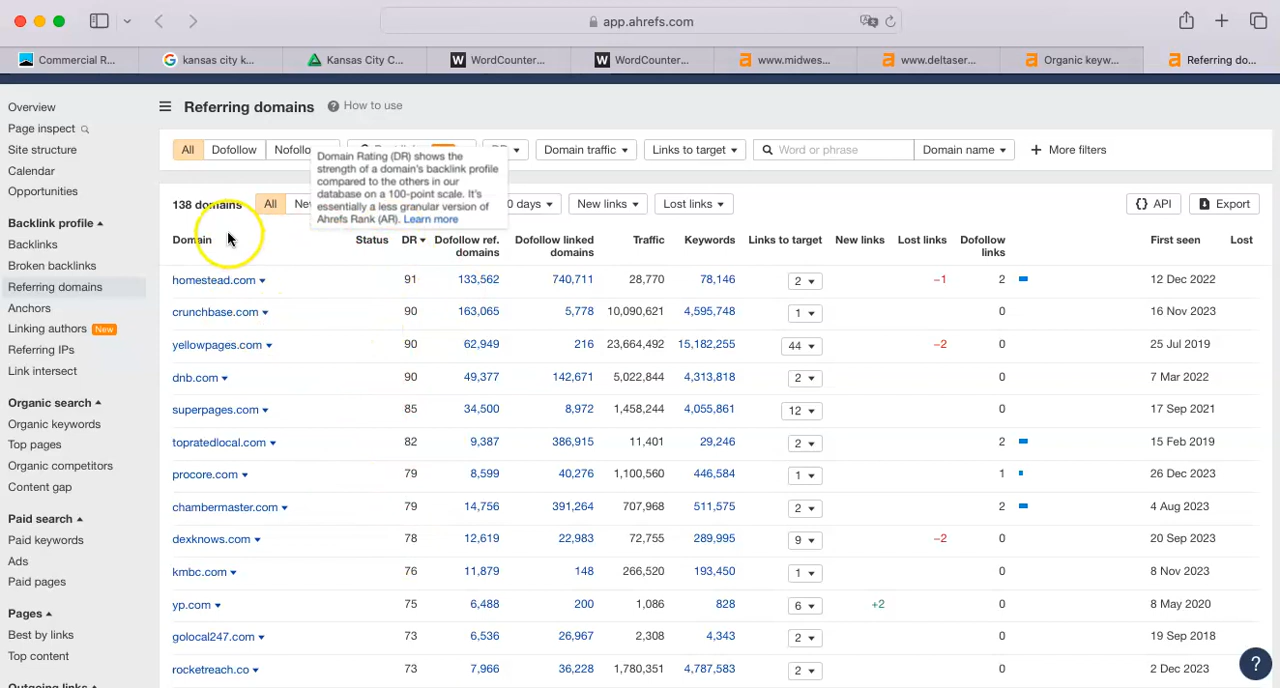 app.ahrefs.com
Commercial R...
kansas city k...
Kansas City C...
WordCounter...
WordCounter...
www.midwes...
www.deltaser...
Organic keyw...
Referring do...
Overview
Page inspect
Site structure
Calendar
Opportunities
Backlink profile
Backlinks
Broken backlinks
Referring domains
Anchors
Linking authors New
Referring IPs
Link intersect
Organic search
Organic keywords
Top pages
Organic competitors
Content gap
Paid search
Paid keywords
Ads
Paid pages
Pages
Best by links
Top content
Outgoing links
Referring domains How to use
All Dofollow Nofollow DR Domain traffic Links to target Word or phrase Domain name + More filters
Domain Rating (DR) shows the
strength of a domain's backlink profile
compared to the others in our
database on a 100-point scale. It's
essentially a less granular version of
Ahrefs Rank (AR). Learn more
138 domains All Ne 0 days New links Lost links {} API Export
Domain Status DR Dofollow ref. domains Dofollow linked domains Traffic Keywords Links to target New links Lost links Dofollow links First seen Lost
homestead.com 91 133,562 740,711 28,770 78,146 2 −1 2 12 Dec 2022
crunchbase.com 90 163,065 5,778 10,090,621 4,595,748 1 0 16 Nov 2023
yellowpages.com 90 62,949 216 23,664,492 15,182,255 44 −2 0 25 Jul 2019
dnb.com 90 49,377 142,671 5,022,844 4,313,818 2 0 7 Mar 2022
superpages.com 85 34,500 8,972 1,458,244 4,055,861 12 0 17 Sep 2021
topratedlocal.com 82 9,387 386,915 11,401 29,246 2 2 15 Feb 2019
procore.com 79 8,599 40,276 1,100,560 446,584 1 1 26 Dec 2023
chambermaster.com 79 14,756 391,264 707,968 511,575 2 2 4 Aug 2023
dexknows.com 78 12,619 22,983 72,755 289,995 9 −2 0 20 Sep 2023
kmbc.com 76 11,879 148 266,520 193,450 1 0 8 Nov 2023
yp.com 75 6,488 200 1,086 828 6 +2 0 8 May 2020
golocal247.com 73 6,536 26,967 2,308 4,343 2 0 19 Sep 2018
rocketreach.co 73 7,966 36,228 1,780,351 4,787,583 2 0 2 Dec 2023
?